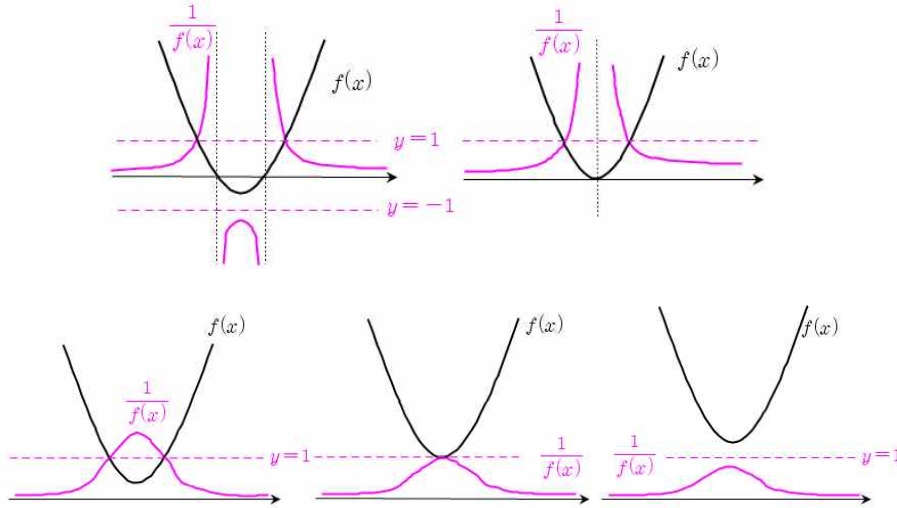 1/f(x)
f(x)
y=1
y=-1
1/f(x)
f(x)
f(x)
1/f(x)
y=1
f(x)
1/f(x)
f(x)
1/f(x)
y=1